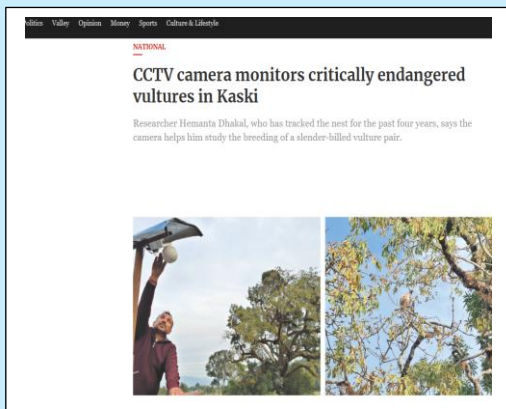 Valley Opinion Money Sports Culture & Lifestyle
NATIONAL
CCTV camera monitors critically endangered
vultures in Kaski
Researcher Hemanta Dhakal, who has tracked the nest for the past four years, says the
camera helps him study the breeding of a slender-billed vulture pair.